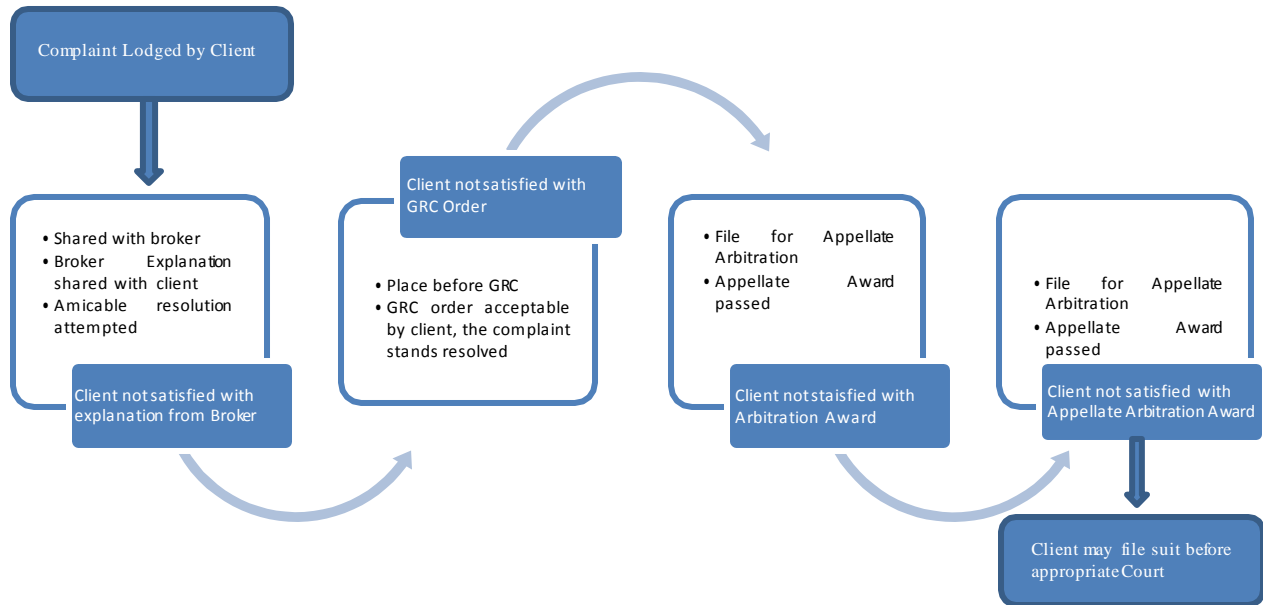 Complaint Lodged by Client
• Shared with broker
• Broker Explanation
shared with client
• Amicable resolution
attempted
Client not satisfied with
explanation from Broker
Client not satisfied with
GRC Order
• Place before GRC
• GRC order acceptable
by client, the complaint
stands resolved
• File for Appellate
Arbitration
• Appellate Award
passed
Client not staisfied with
Arbitration Award
• File for Appellate
Arbitration
• Appellate Award
passed
Client not satisfied with
Appellate Arbitration Award
Client may file suit before
appropriate Court